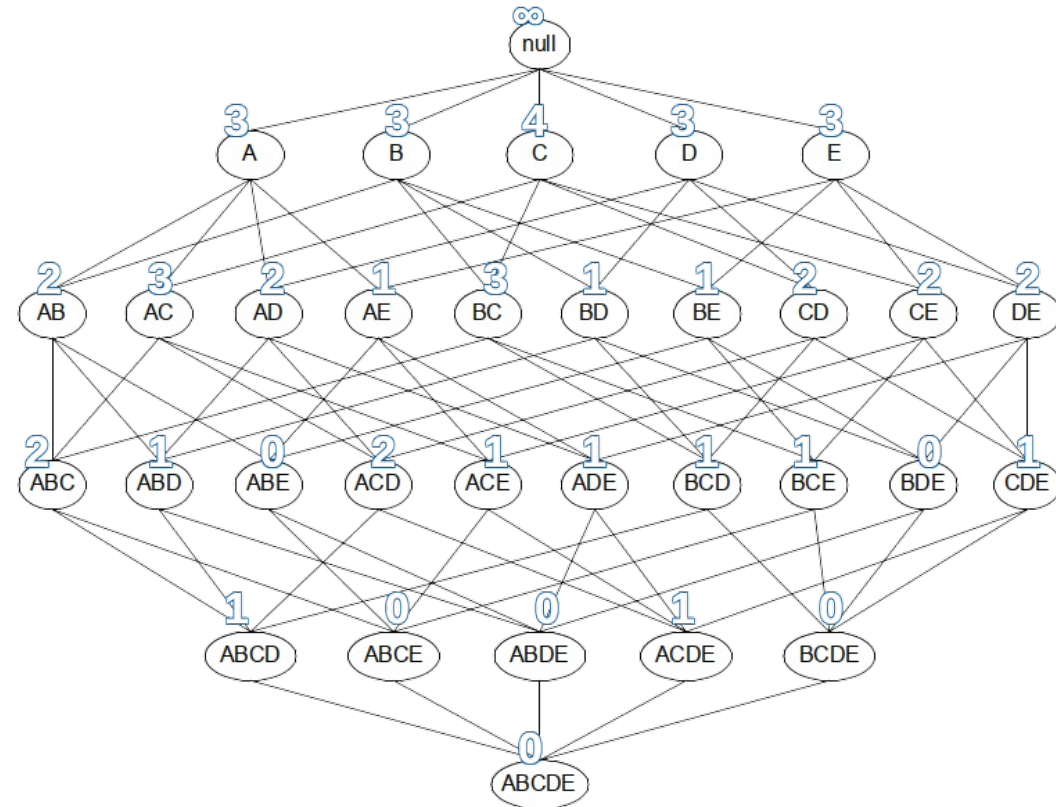 ∞
null
3 3 4 3 3
A B C D E
2 3 2 1 3 1 1 2 2 2
AB AC AD AE BC BD BE CD CE DE
2 1 0 2 1 1 1 1 0 1
ABC ABD ABE ACD ACE ADE BCD BCE BDE CDE
1 0 0 1 0
ABCD ABCE ABDE ACDE BCDE
0
ABCDE